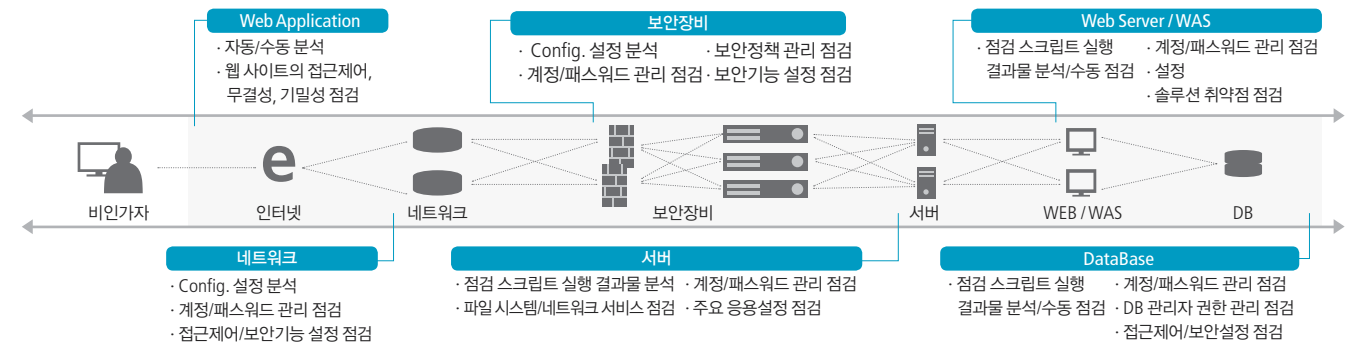 Web Application
· 자동/수동 분석
· 웹 사이트의 접근제어,
무결성, 기밀성 점검
보안장비
· Config. 설정 분석 · 보안정책 관리 점검
· 계정/패스워드 관리 점검 · 보안기능 설정 점검
Web Server / WAS
· 점검 스크립트 실행
결과물 분석/수동 점검
· 계정/패스워드 관리 점검
· 설정
· 솔루션 취약점 점검
비인가자
e
인터넷
네트워크
보안장비
서버
WEB / WAS
DB
네트워크
· Config. 설정 분석
· 계정/패스워드 관리 점검
· 접근제어/보안기능 설정 점검
서버
· 점검 스크립트 실행 결과물 분석 · 계정/패스워드 관리 점검
· 파일 시스템/네트워크 서비스 점검 · 주요 응용설정 점검
DataBase
· 점검 스크립트 실행
결과물 분석/수동 점검
· 계정/패스워드 관리 점검
· DB 관리자 권한 관리 점검
· 접근제어/보안설정 점검